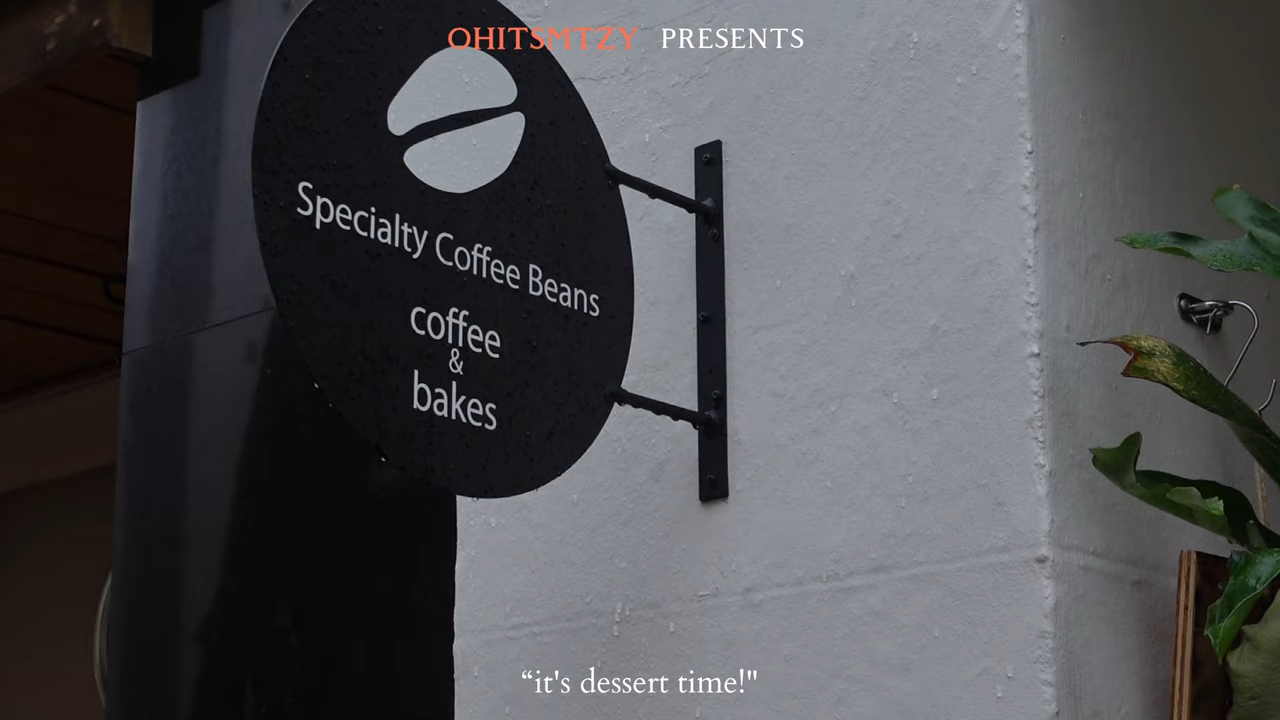 OHITSMTZY PRESENTS
Specialty Coffee Beans
coffee
&
bakes
“it's dessert time!"